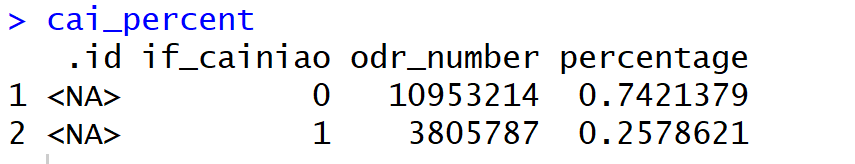 > cai_percent
.id if_cainiao odr_number percentage
1 <NA> 0 10953214 0.7421379
2 <NA> 1 3805787 0.2578621